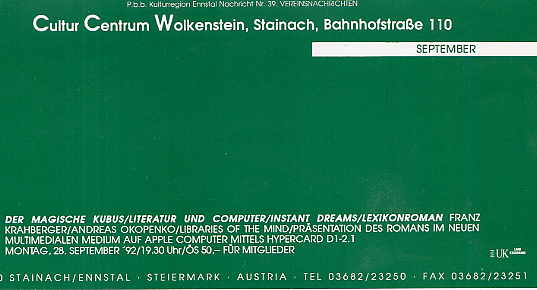 P.b.b. Kulturregion Ennstal Nachricht Nr. 39. VEREINSNACHRICHTEN
Cultur Centrum Wolkenstein, Stainach, Bahnhofstraße 110
SEPTEMBER
DER MAGISCHE KUBUS/LITERATUR UND COMPUTER/INSTANT DREAMS/LEXIKONROMAN FRANZ
KRAHBERGER/ANDREAS OKOPENKO/LIBRARIES OF THE MIND/PRÄSENTATION DES ROMANS IM NEUEN
MULTIMEDIALEN MEDIUM AUF APPLE COMPUTER MITTELS HYPERCARD D1-2.1
MONTAG, 28. SEPTEMBER '92/19.30 Uhr/ÖS 50,– FÜR MITGLIEDER
UK
0 STAINACH/ENNSTAL · STEIERMARK · AUSTRIA · TEL 03682/23250 · FAX 03682/23251